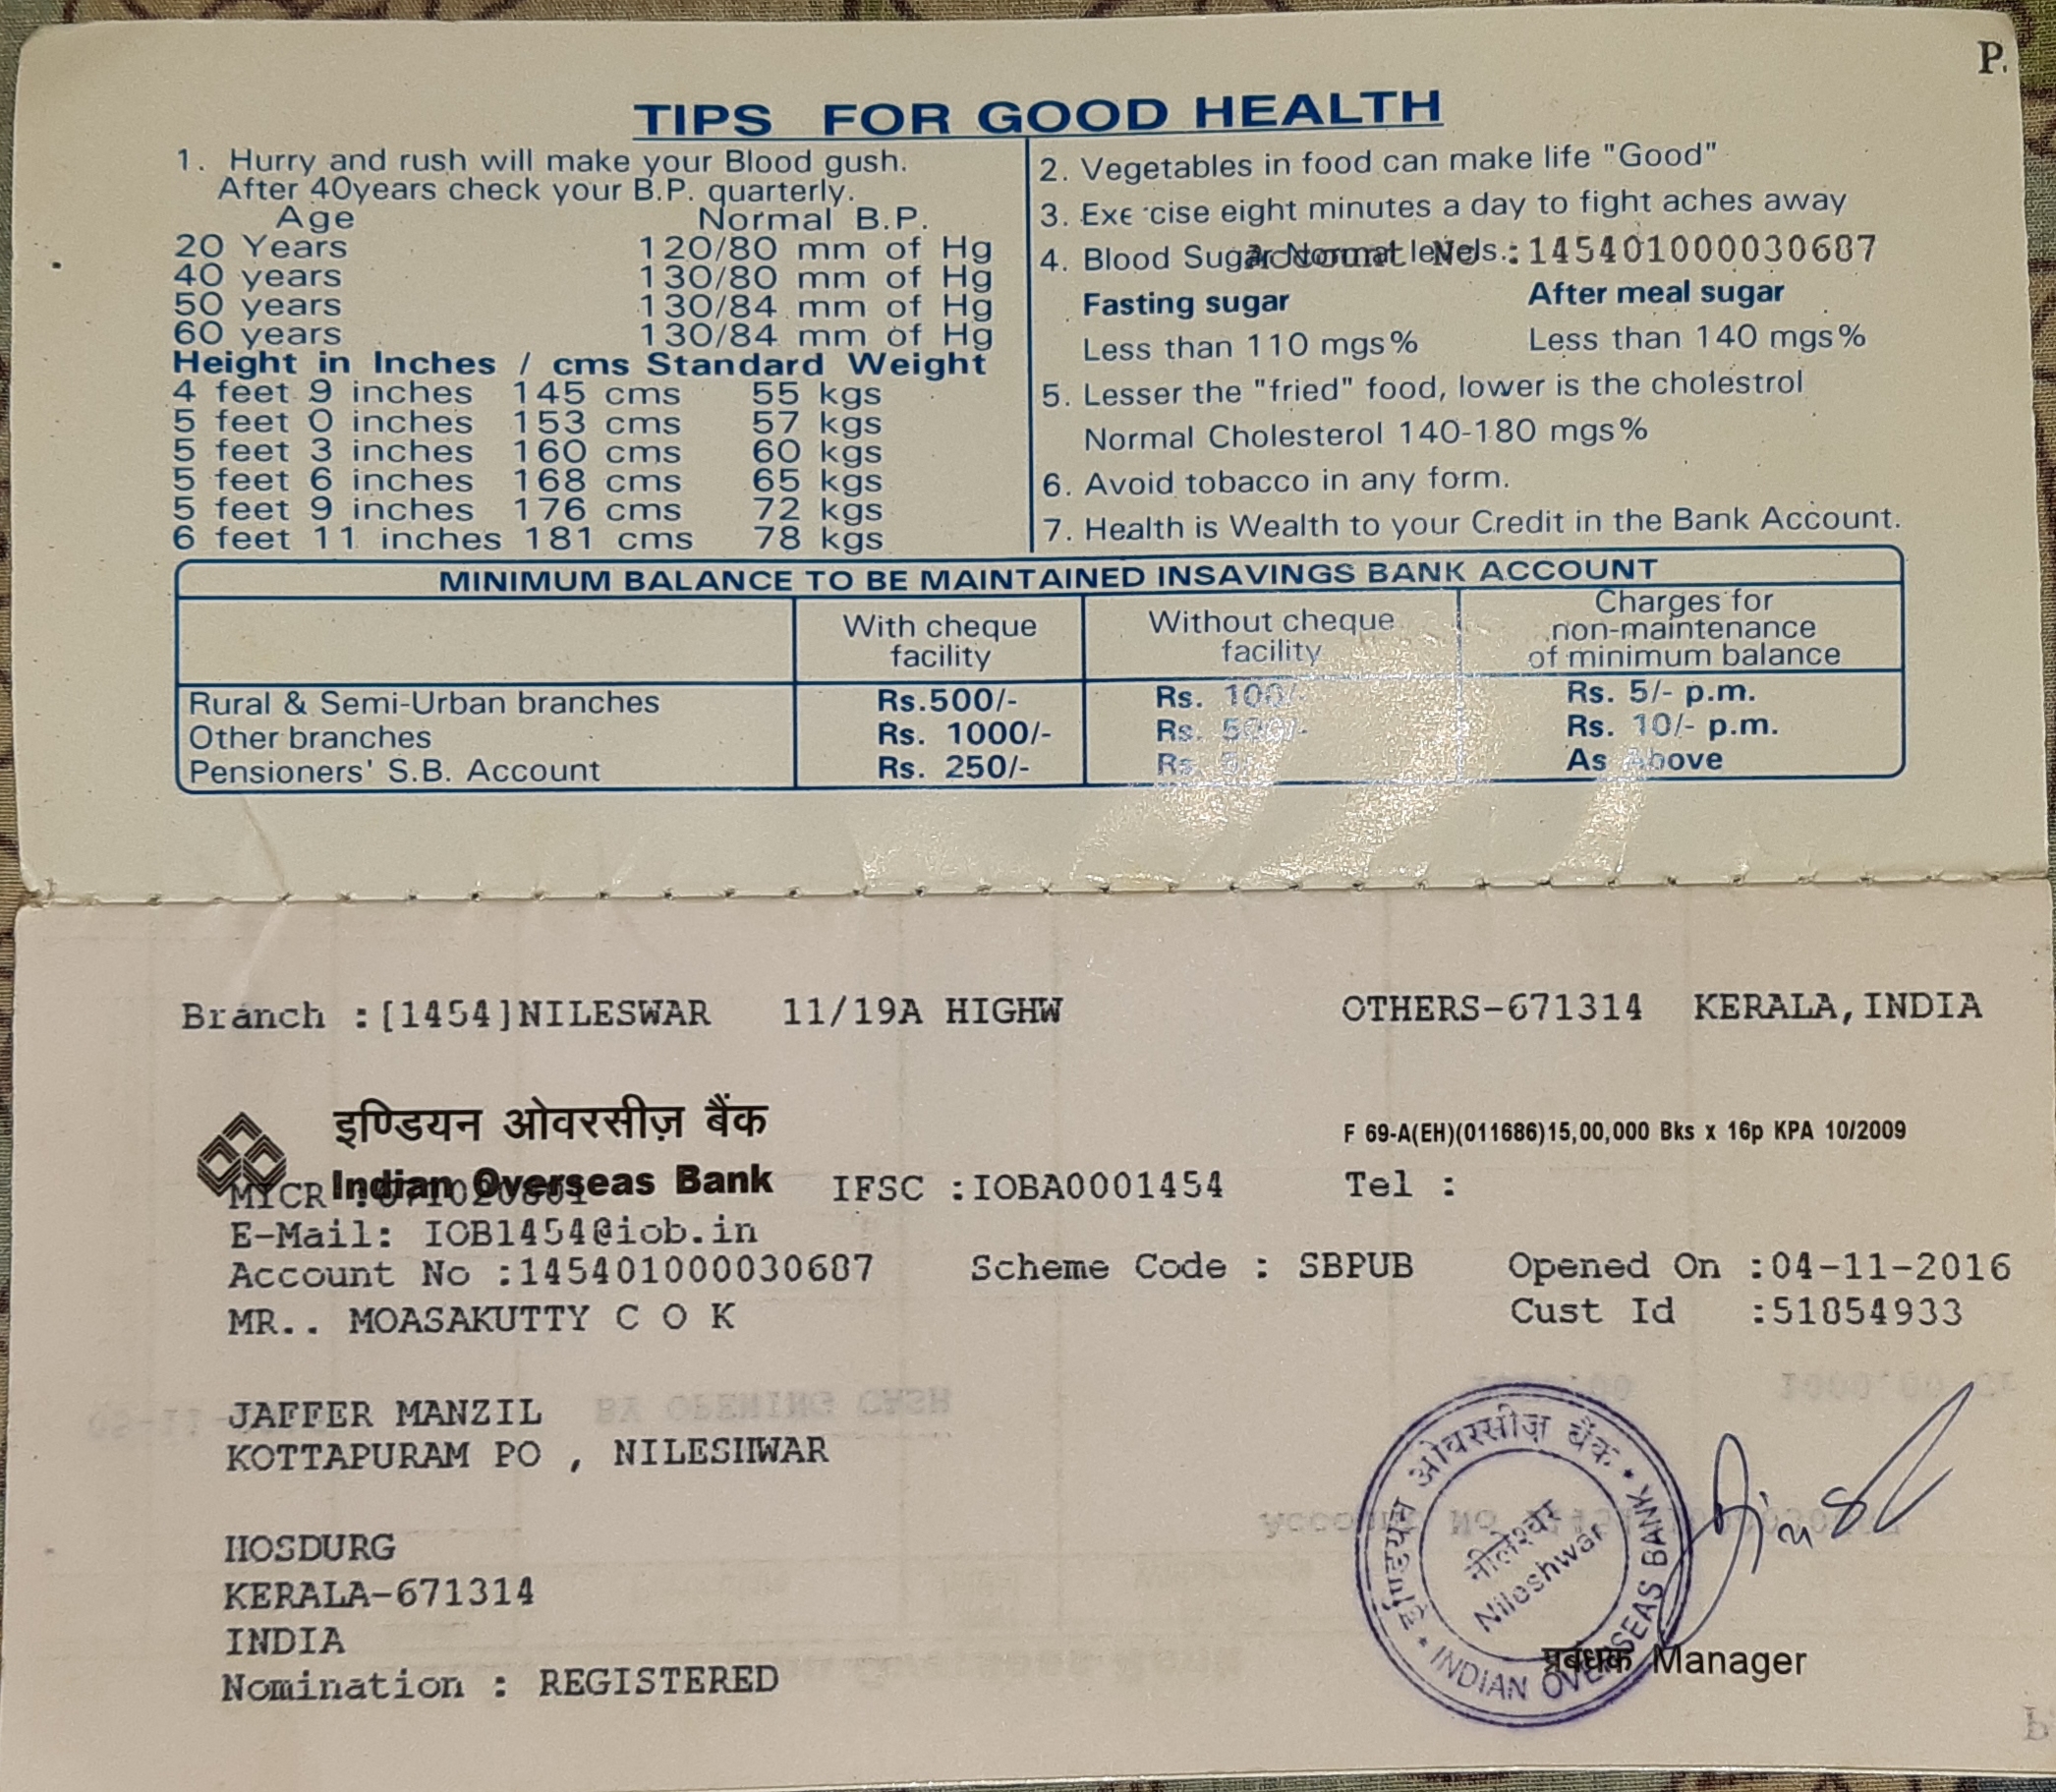 P.
TIPS FOR GOOD HEALTH
1. Hurry and rush will make your Blood gush.
After 40years check your B.P. quarterly.
Age Normal B.P.
20 Years 120/80 mm of Hg
40 years 130/80 mm of Hg
50 years 130/84 mm of Hg
60 years 130/84 mm of Hg
Height in Inches / cms Standard Weight
4 feet 9 inches 145 cms 55 kgs
5 feet 0 inches 153 cms 57 kgs
5 feet 3 inches 160 cms 60 kgs
5 feet 6 inches 168 cms 65 kgs
5 feet 9 inches 176 cms 72 kgs
6 feet 11 inches 181 cms 78 kgs
2. Vegetables in food can make life "Good"
3. Exercise eight minutes a day to fight aches away
4. Blood Sugar Normal levels.
Account No :145401000030687
Fasting sugar After meal sugar
Less than 110 mgs% Less than 140 mgs%
5. Lesser the "fried" food, lower is the cholestrol
Normal Cholesterol 140-180 mgs%
6. Avoid tobacco in any form.
7. Health is Wealth to your Credit in the Bank Account.
MINIMUM BALANCE TO BE MAINTAINED INSAVINGS BANK ACCOUNT
With cheque facility Without cheque facility Charges for non-maintenance of minimum balance
Rural & Semi-Urban branches Rs.500/- Rs. 100/- Rs. 5/- p.m.
Other branches Rs. 1000/- Rs. 500/- Rs. 10/- p.m.
Pensioners' S.B. Account Rs. 250/- Rs. As Above
Branch :[1454]NILESWAR 11/19A HIGHW OTHERS-671314 KERALA,INDIA
इण्डियन ओवरसीज़ बैंक
F 69-A(EH)(011686)15,00,000 Bks x 16p KPA 10/2009
Indian Overseas Bank
MICR : IFSC :IOBA0001454 Tel :
E-Mail: IOB1454@iob.in
Account No :145401000030687 Scheme Code : SBPUB Opened On :04-11-2016
MR.. MOASAKUTTY C O K Cust Id :51854933
JAFFER MANZIL
KOTTAPURAM PO , NILESHWAR
HOSDURG
KERALA-671314
INDIA
Nomination : REGISTERED
इण्डियन ओवरसीज़ बैंक
नीलेश्वर
Nileshwar
INDIAN OVERSEAS BANK
प्रबंधक Manager